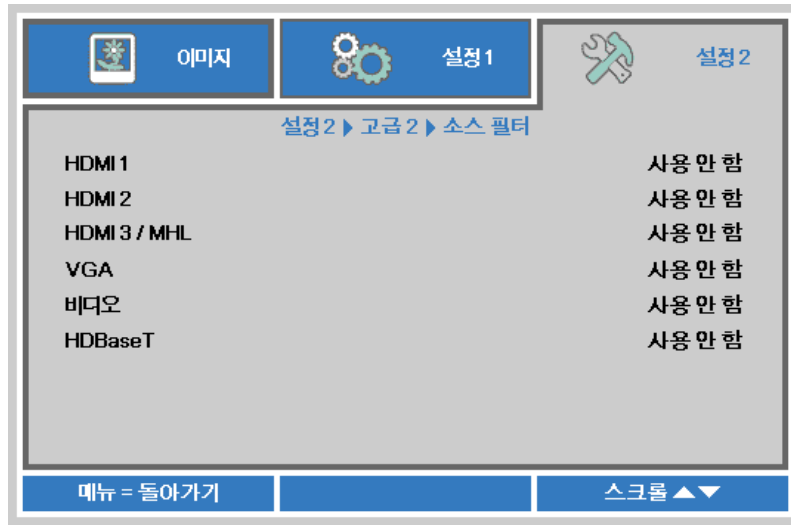 이미지 설정1 설정2
설정2 ▶ 고급2 ▶ 소스 필터
HDMI 1 사용 안 함
HDMI 2 사용 안 함
HDMI 3 / MHL 사용 안 함
VGA 사용 안 함
비디오 사용 안 함
HDBaseT 사용 안 함
메뉴 = 돌아가기 스크롤 ▲▼